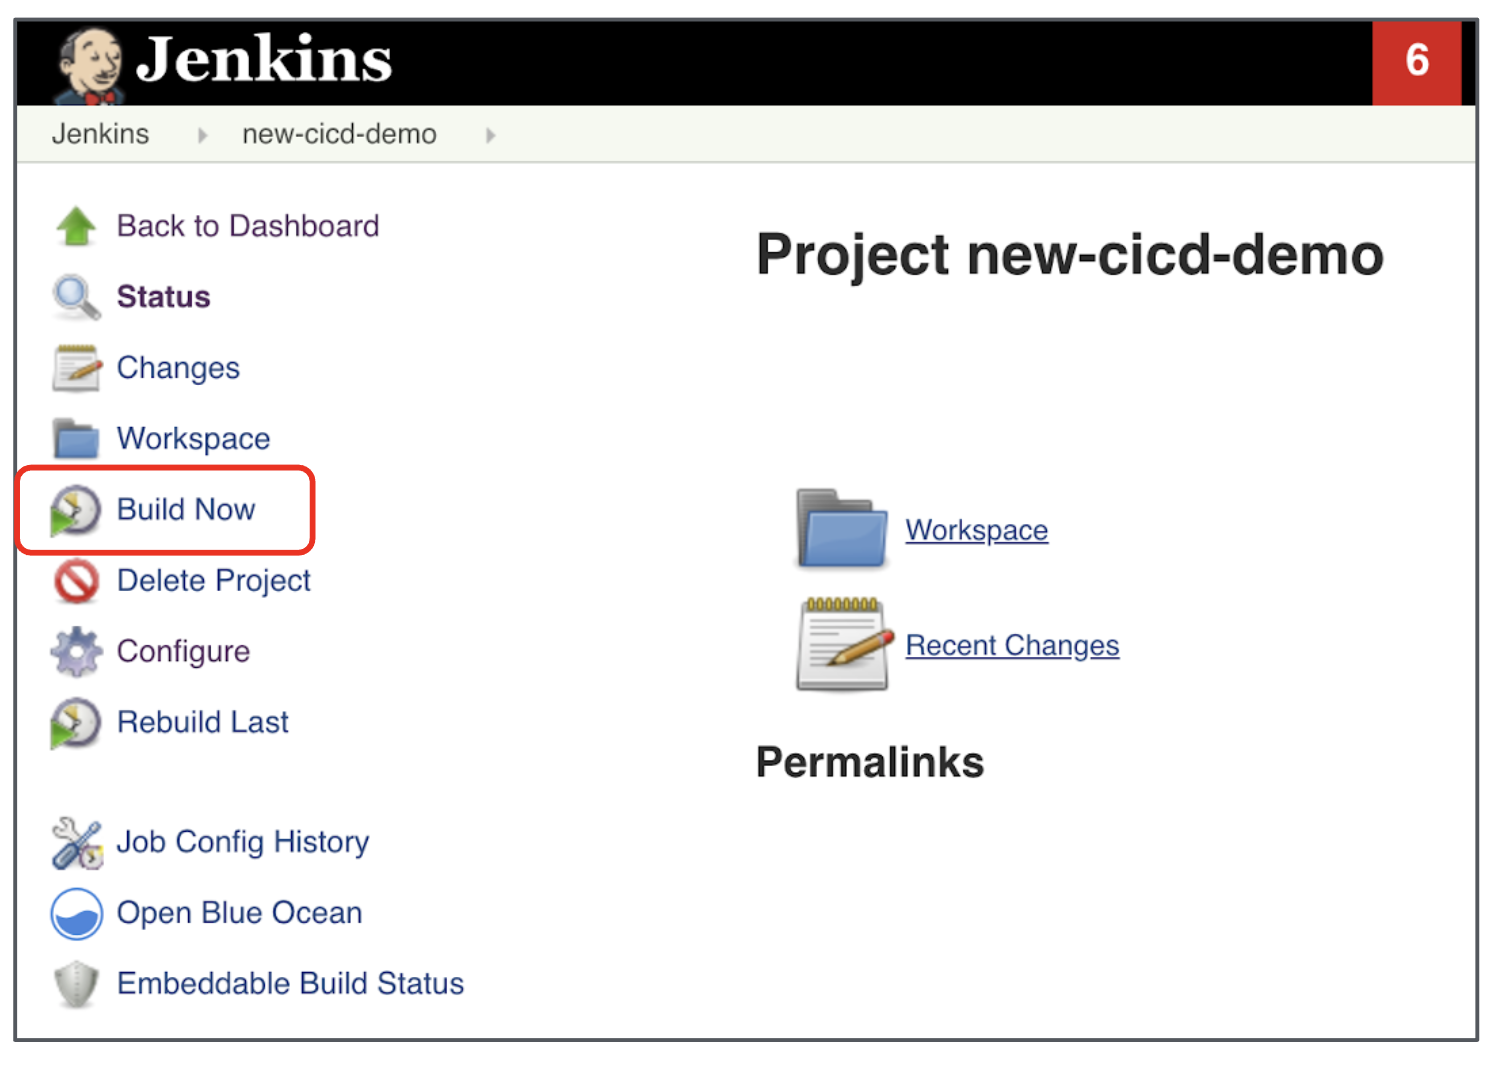 Jenkins
6
Jenkins
new-cicd-demo
Back to Dashboard
Status
Changes
Workspace
Build Now
Delete Project
Configure
Rebuild Last
Job Config History
Open Blue Ocean
Embeddable Build Status
Project new-cicd-demo
Workspace
Recent Changes
Permalinks